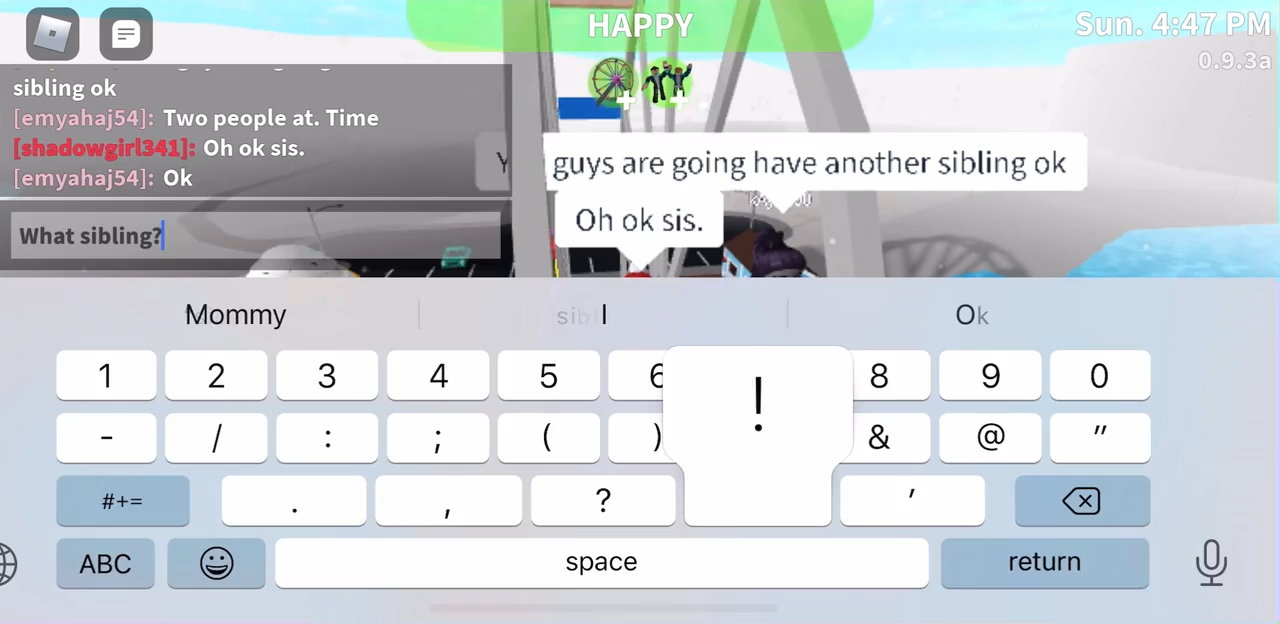 HAPPY
Sun. 4:47 PM
0.9.3a
sibling ok
[emyahaj54]: Two people at. Time
[shadowgirl341]: Oh ok sis.
[emyahaj54]: Ok
What sibling?
Y
guys are going have another sibling ok
Oh ok sis.
Mommy
I
Ok
1 2 3 4 5 6 8 9 0
- / : ; ( ) ! & @ "
#+= . , ? '
ABC space return